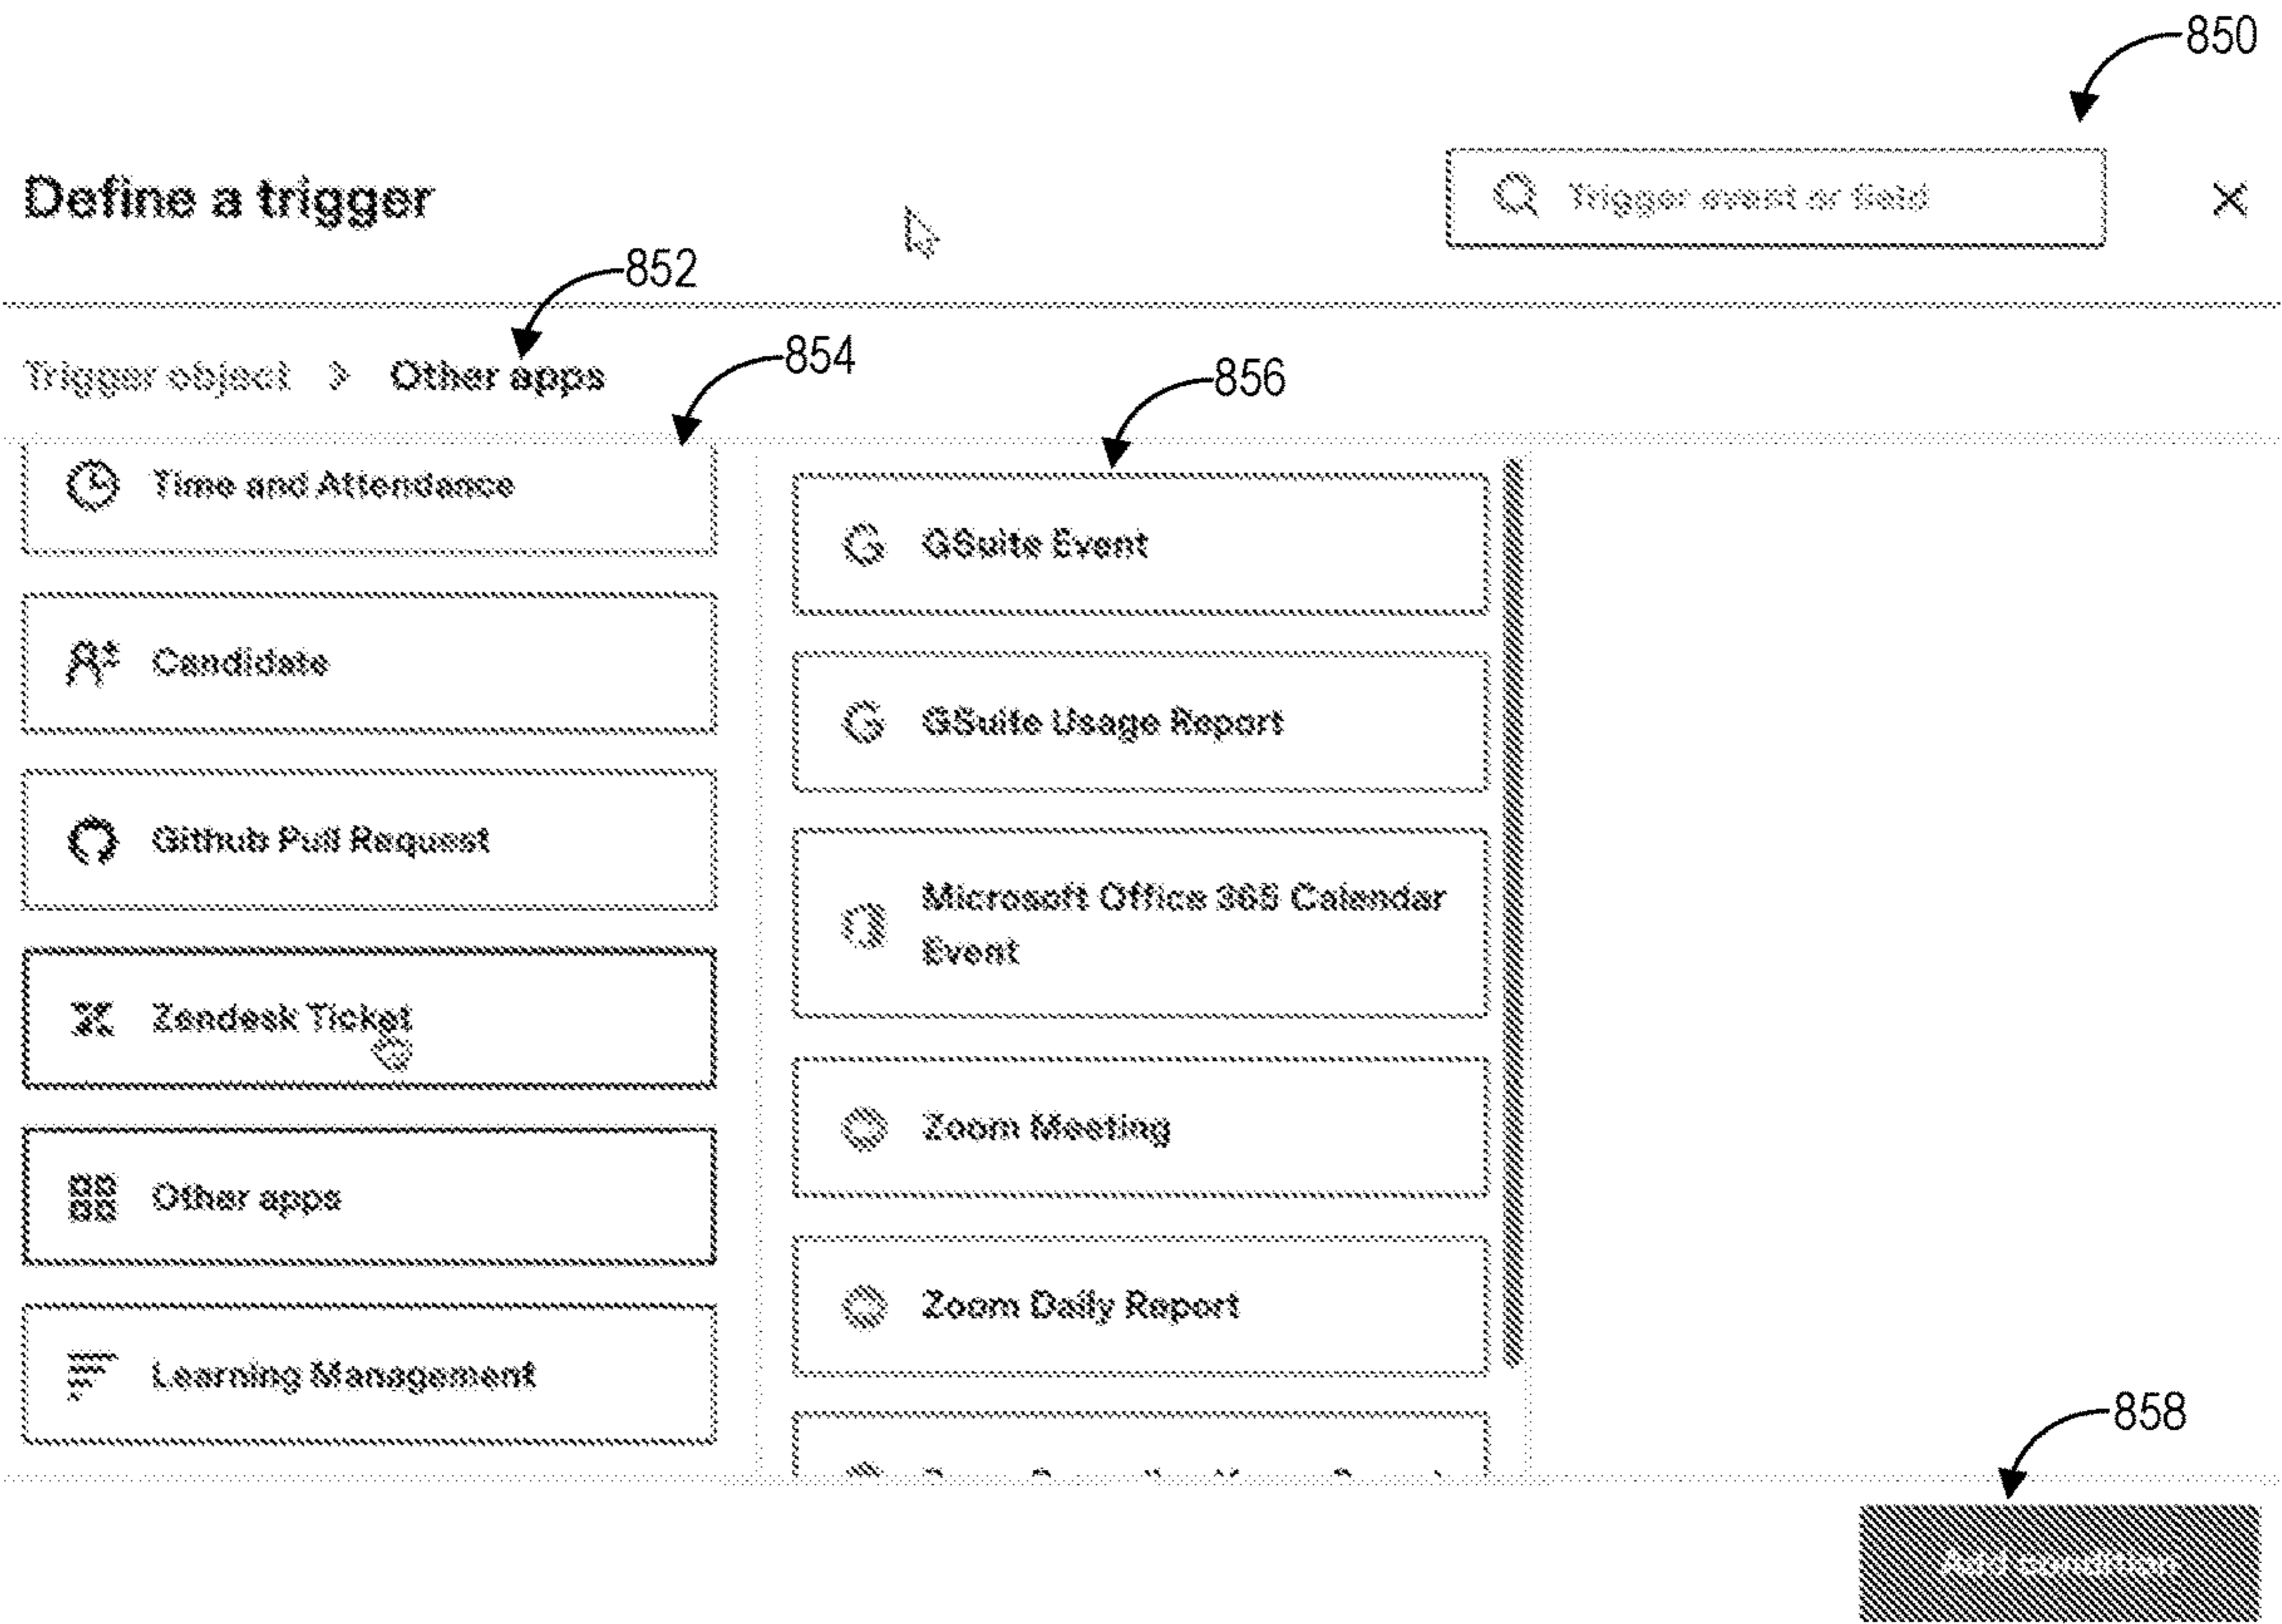 850
Define a trigger
Trigger event or field
852
Trigger object > Other apps
854
856
Time and Attendance
Candidate
Github Pull Request
Zendesk Ticket
Other apps
Learning Management
GSuite Event
GSuite Usage Report
Microsoft Office 365 Calendar
Event
Zoom Meeting
Zoom Daily Report
858
Add condition